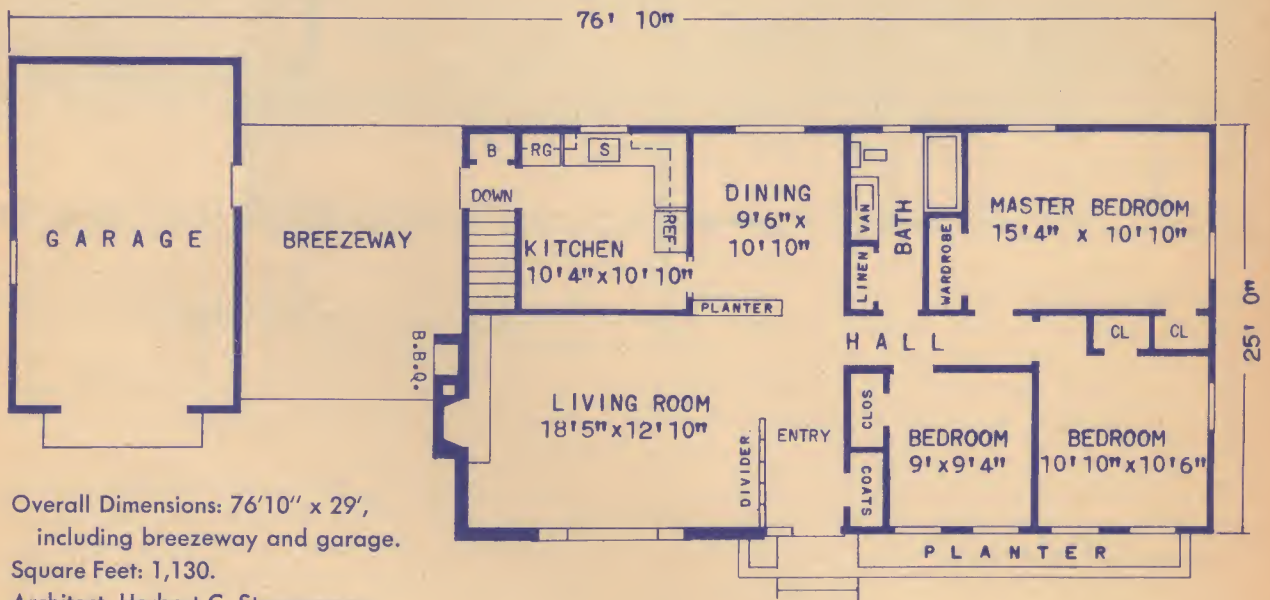 76' 10"
B
RG
S
DOWN
REF
KITCHEN
10'4"x10'10"
DINING
9'6"x
10'10"
VAN
BATH
LINEN
WARDROBE
MASTER BEDROOM
15'4" x 10'10"
GARAGE
BREEZEWAY
PLANTER
HALL
CL
CL
25' 0"
B.B.Q.
LIVING ROOM
18'5"x12'10"
DIVIDER
ENTRY
CLOS
COATS
BEDROOM
9'x9'4"
BEDROOM
10'10"x10'6"
PLANTER
Overall Dimensions: 76'10" x 29',
including breezeway and garage.
Square Feet: 1,130.